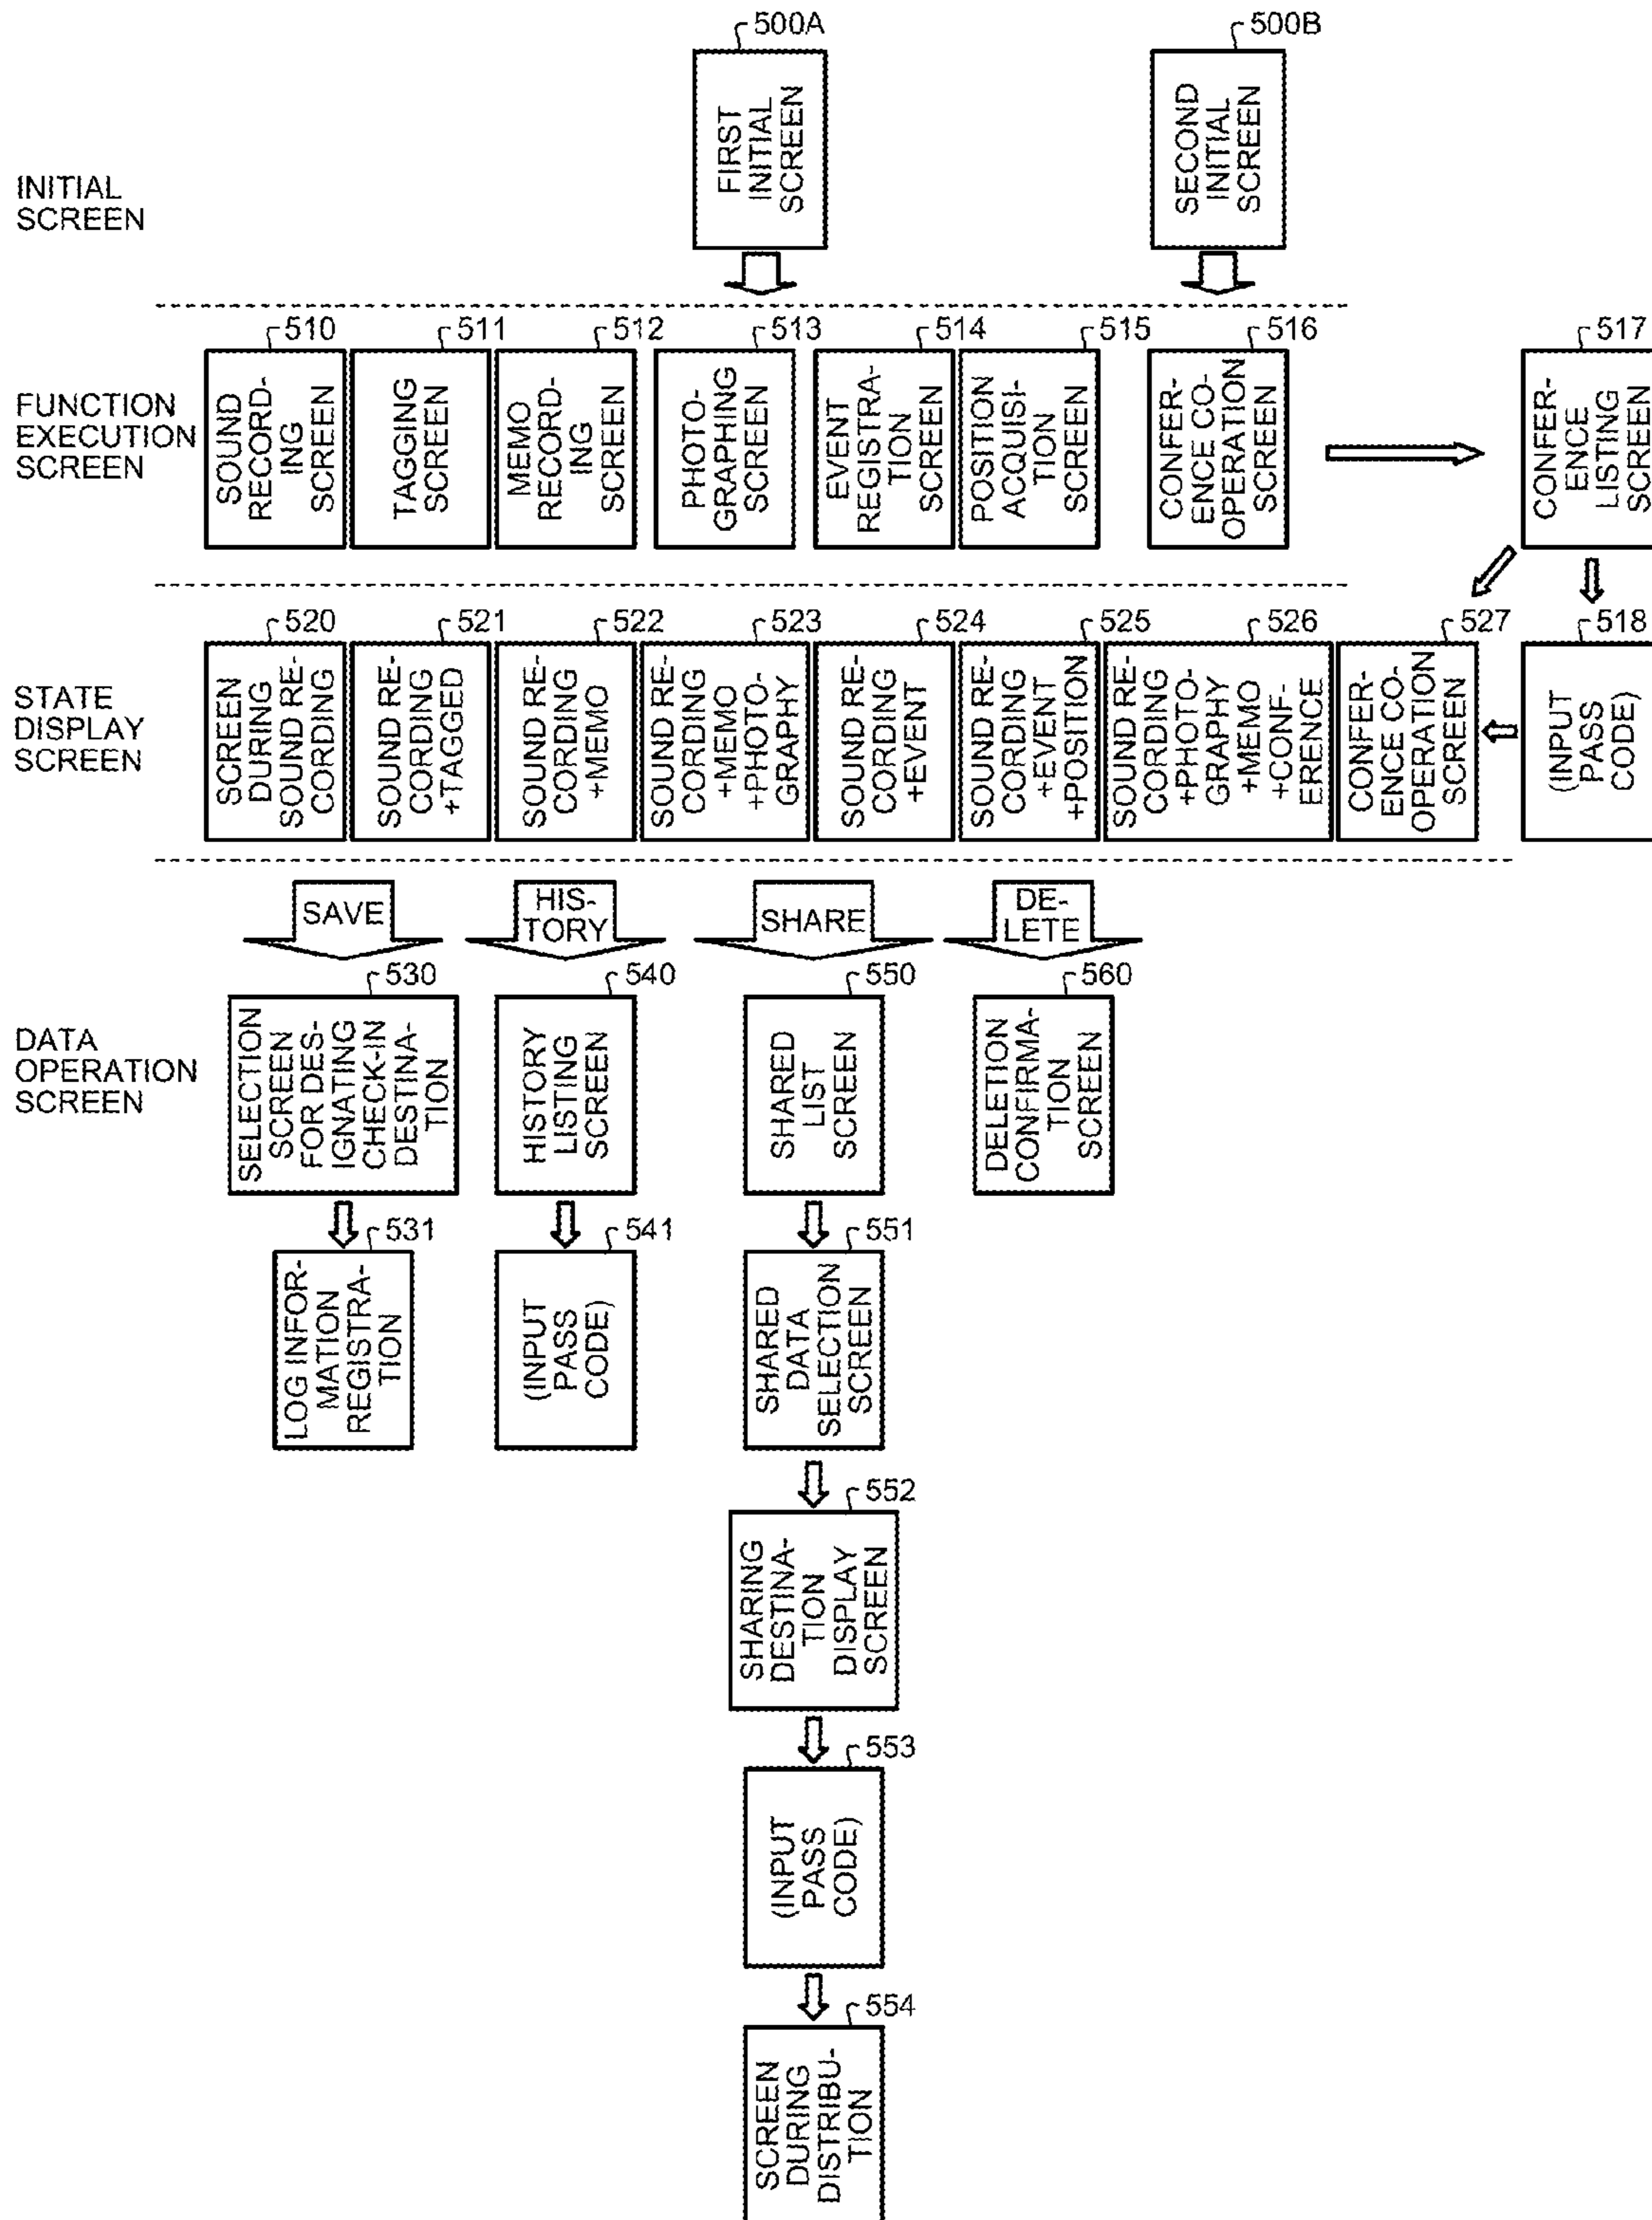 500A
FIRST
INITIAL
SCREEN
500B
SECOND
INITIAL
SCREEN
INITIAL
SCREEN
FUNCTION
EXECUTION
SCREEN
510
SOUND
RECORD-
ING
SCREEN
511
TAGGING
SCREEN
512
MEMO
RECORD-
ING
SCREEN
513
PHOTO-
GRAPHING
SCREEN
514
EVENT
REGISTRA-
TION
SCREEN
515
POSITION
ACQUISI-
TION
SCREEN
516
CONFER-
ENCE CO-
OPERATION
SCREEN
517
CONFER-
ENCE
LISTING
SCREEN
STATE
DISPLAY
SCREEN
520
SCREEN
DURING
SOUND RE-
CORDING
521
SOUND RE-
CORDING
+TAGGED
522
SOUND RE-
CORDING
+MEMO
523
SOUND RE-
CORDING
+MEMO
+PHOTO-
GRAPHY
524
SOUND RE-
CORDING
+EVENT
525
SOUND RE-
CORDING
+EVENT
+POSITION
526
SOUND RE-
CORDING
+PHOTO-
GRAPHY
+MEMO
+CONF-
ERENCE
527
CONFER-
ENCE CO-
OPERATION
SCREEN
518
(INPUT
PASS
CODE)
SAVE
HIS-
TORY
SHARE
DE-
LETE
DATA
OPERATION
SCREEN
530
SELECTION
SCREEN
FOR DES-
IGNATING
CHECK-IN
DESTINA-
TION
540
HISTORY
LISTING
SCREEN
550
SHARED
LIST
SCREEN
560
DELETION
CONFIRMA-
TION
SCREEN
531
LOG INFOR-
MATION
REGISTRA-
TION
541
(INPUT
PASS
CODE)
551
SHARED
DATA
SELECTION
SCREEN
552
SHARING
DESTINA-
TION
DISPLAY
SCREEN
553
(INPUT
PASS
CODE)
554
SCREEN
DURING
DISTRIBU-
TION